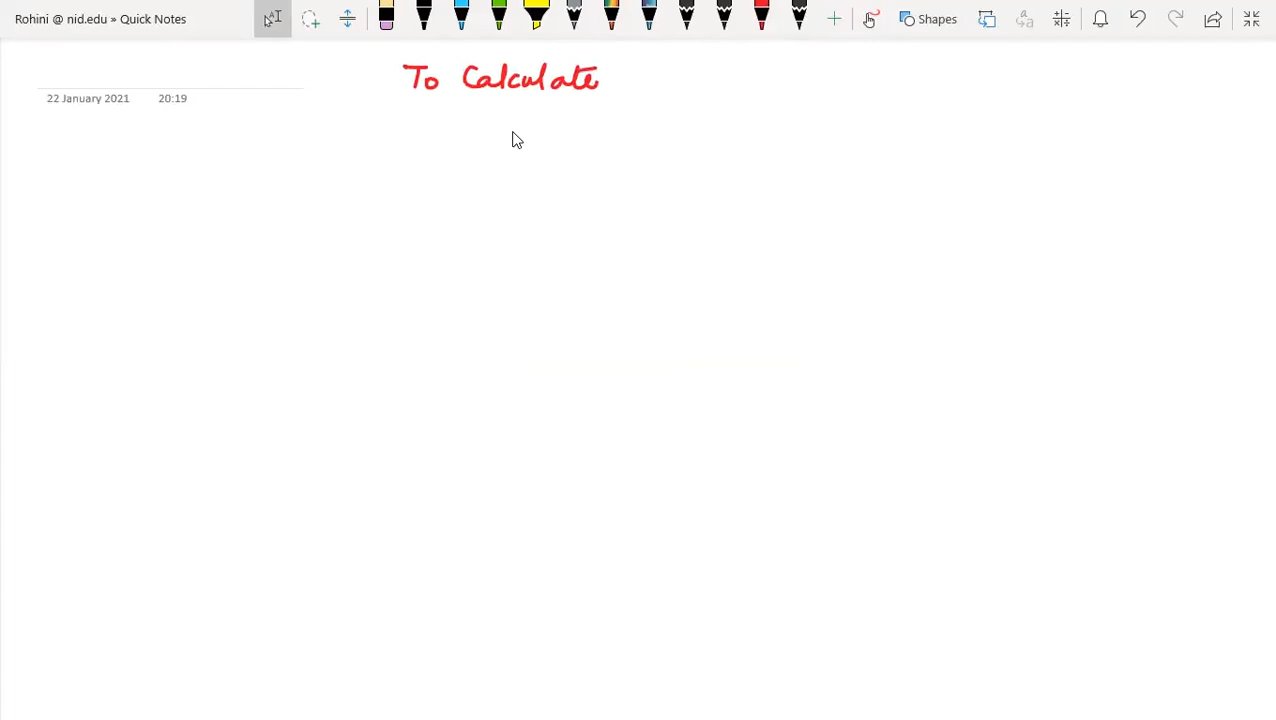 Rohini @ nid.edu » Quick Notes
Shapes
To Calculate
22 January 2021 20:19